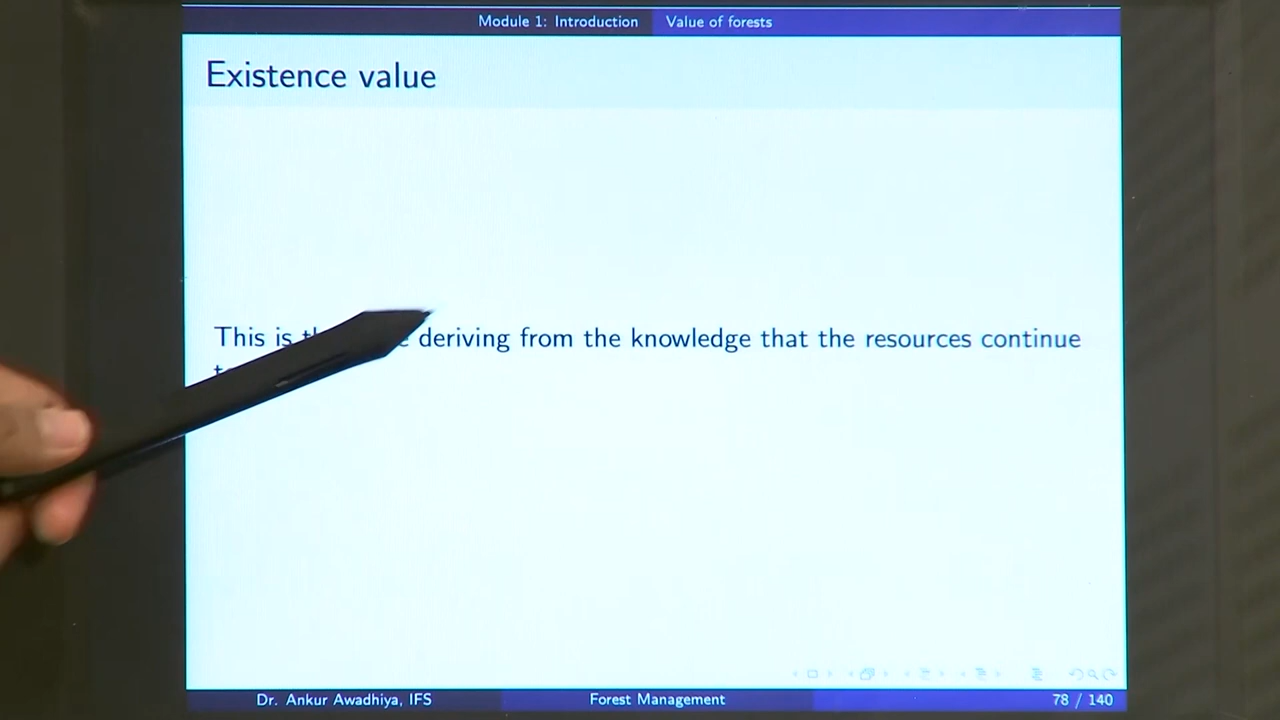 Module 1: Introduction Value of forests
Existence value
This is deriving from the knowledge that the resources continue
Dr. Ankur Awadhiya, IFS Forest Management 78 / 140